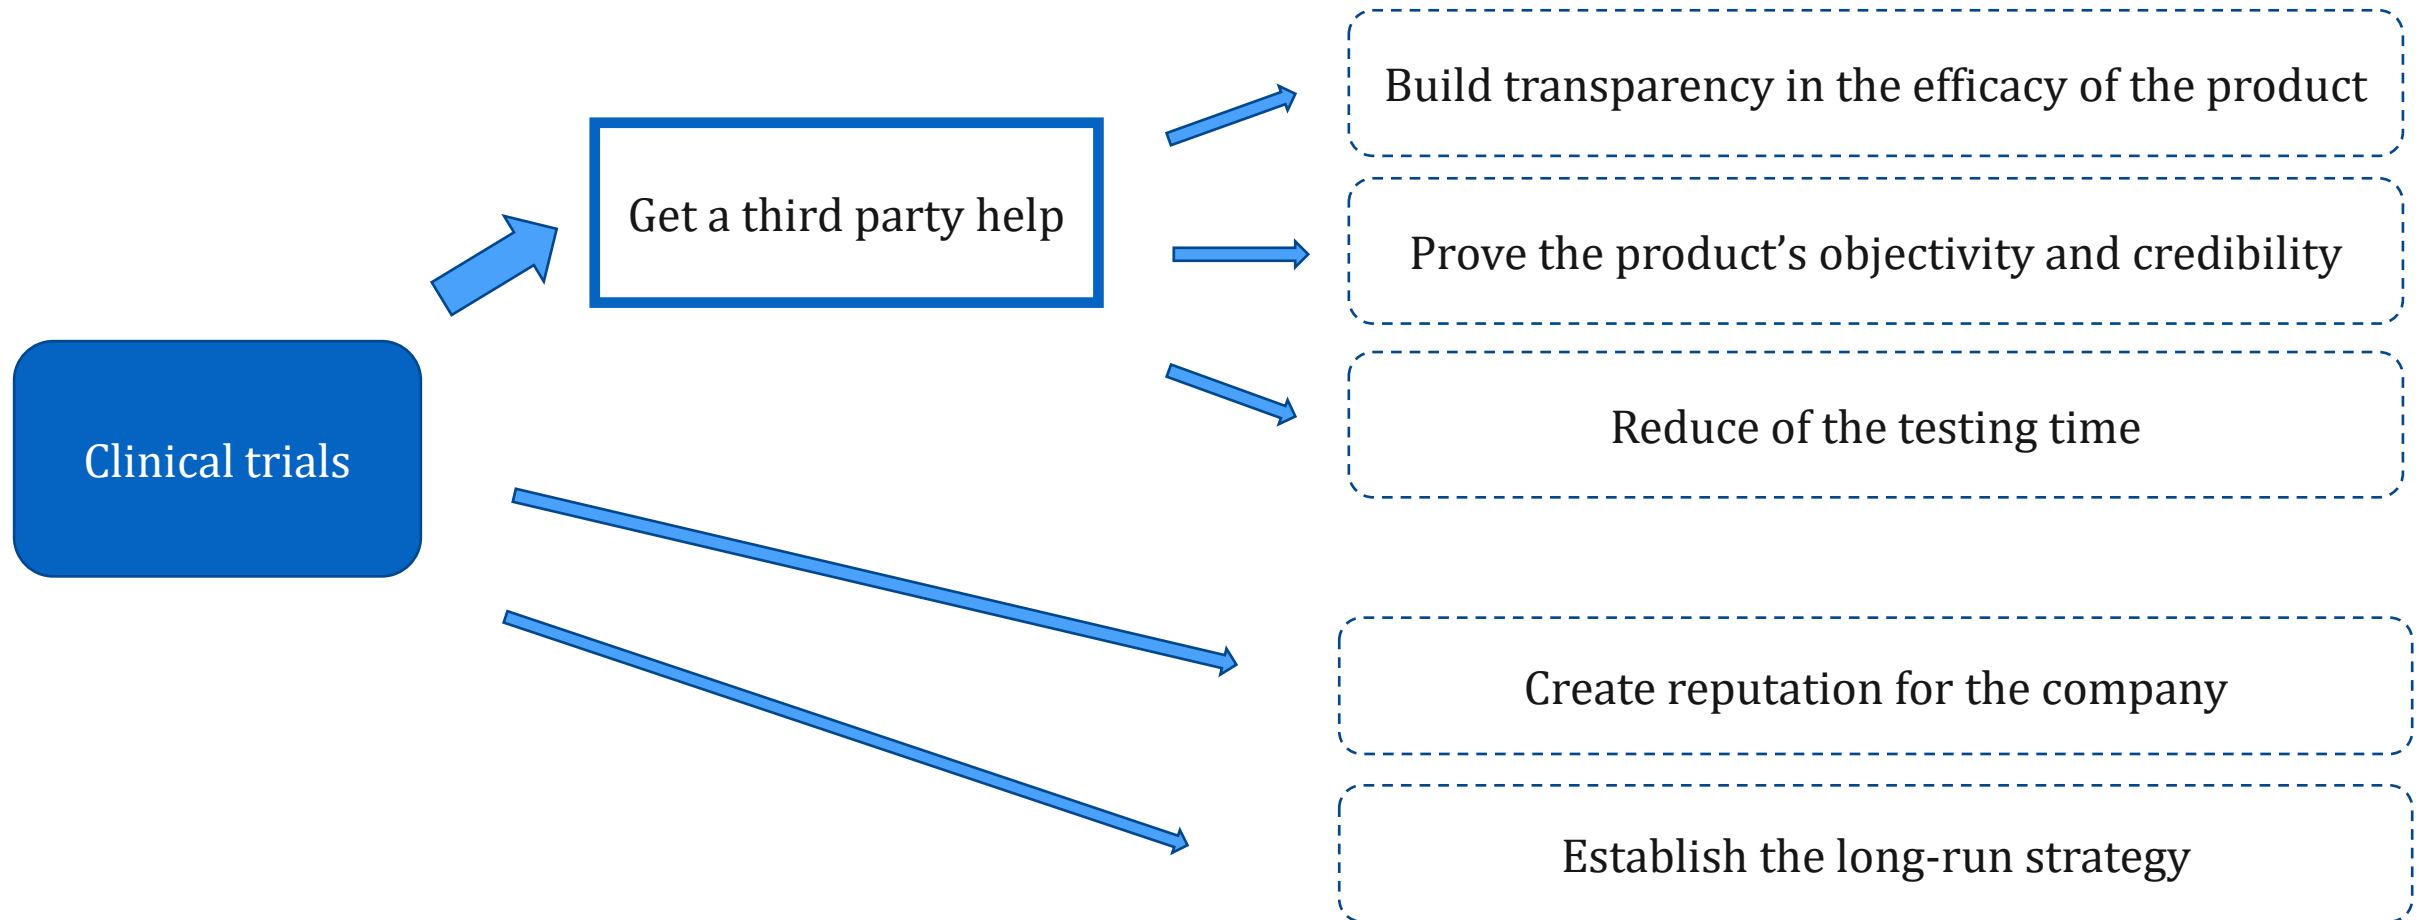 Build transparency in the efficacy of the product
Get a third party help
Prove the product’s objectivity and credibility
Reduce of the testing time
Clinical trials
Create reputation for the company
Establish the long-run strategy